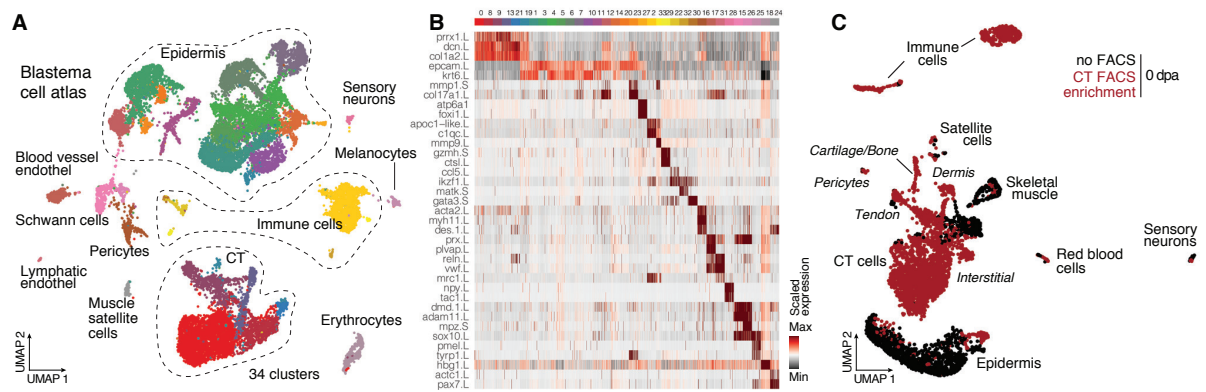 A
Blastema
cell atlas
Epidermis
Sensory
neurons
Blood vessel
endothel
Melanocytes
Schwann cells
Immune cells
Pericytes
CT
Lymphatic
endothel
Muscle
satellite
cells
Erythrocytes
34 clusters
UMAP 2
UMAP 1
B
0 8 9 13 21 19 1 3 4 5 6 7 10 11 12 14 20 23 27 2 33 29 22 32 30 16 17 31 28 15 26 18 24
prrx1.L
dcn.L
col1a2.L
epcam.L
krt6.L
mmp1.S
col17a1.L
atp6a1
foxi1.L
apoc1-like.L
c1qc.L
mmp9.L
gzmh.S
ctsl.L
ccl5.L
ikzf1.L
matk.S
gata3.S
acta2.L
myh11.L
des.1.L
prx.L
plvap.L
reln.L
vwf.L
mrc1.L
npy.L
tac1.L
dmd.1.L
adam11.L
mpz.S
sox10.L
pmel.L
tyrp1.L
hbg1.L
actc1.L
pax7.L
Scaled
expression
Max
Min
C
Immune
cells
no FACS
CT FACS
enrichment
0 dpa
Satellite
cells
Cartilage/Bone
Pericytes
Dermis
Skeletal
muscle
Tendon
Sensory
neurons
CT cells
Interstitial
Red blood
cells
Epidermis
UMAP 2
UMAP 1